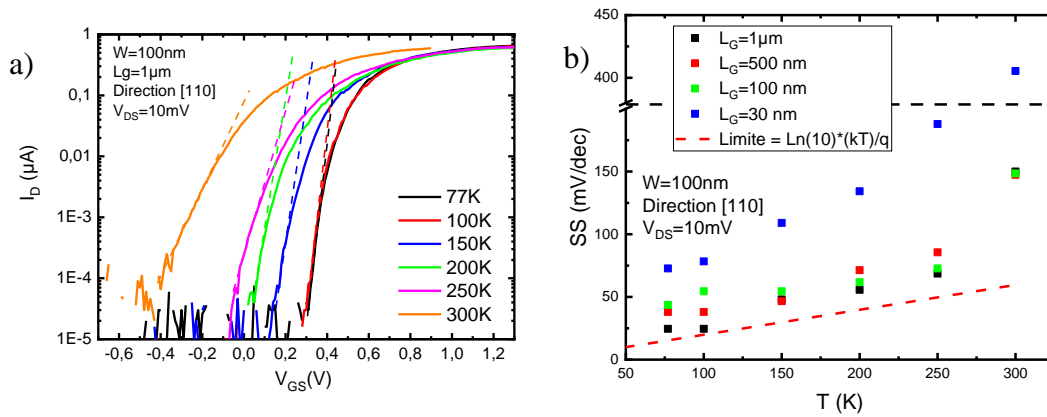 a)
W=100nm
Lg=1µm
Direction [110]
V_DS=10mV
I_D (µA)
1
0,1
0,01
1E-3
1E-4
1E-5
77K
100K
150K
200K
250K
300K
-0,6 -0,4 -0,2 0,0 0,2 0,4 0,6 0,8 1,0 1,2
V_GS(V)
b)
L_G=1µm
L_G=500 nm
L_G=100 nm
L_G=30 nm
Limite = Ln(10)*(kT)/q
W=100nm
Direction [110]
V_DS=10mV
SS (mV/dec)
450
400
150
100
50
0
50 100 150 200 250 300
T (K)